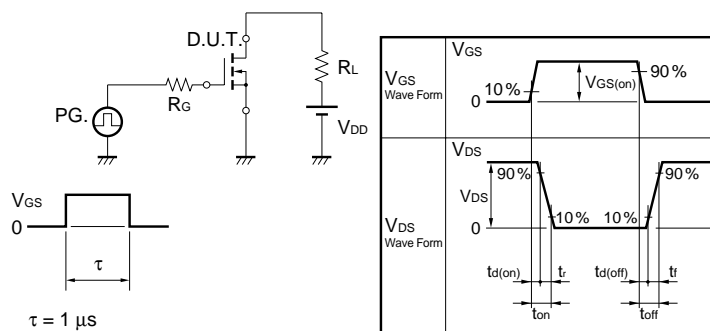 D.U.T.
RL
RG
PG.
VDD
VGS
0
τ
τ = 1 μs
VGS
Wave Form
VGS
10%
0
VGS(on)
90%
VDS
Wave Form
VDS
90%
VDS
0
10%
10%
90%
td(on)
tr
td(off)
tf
ton
toff